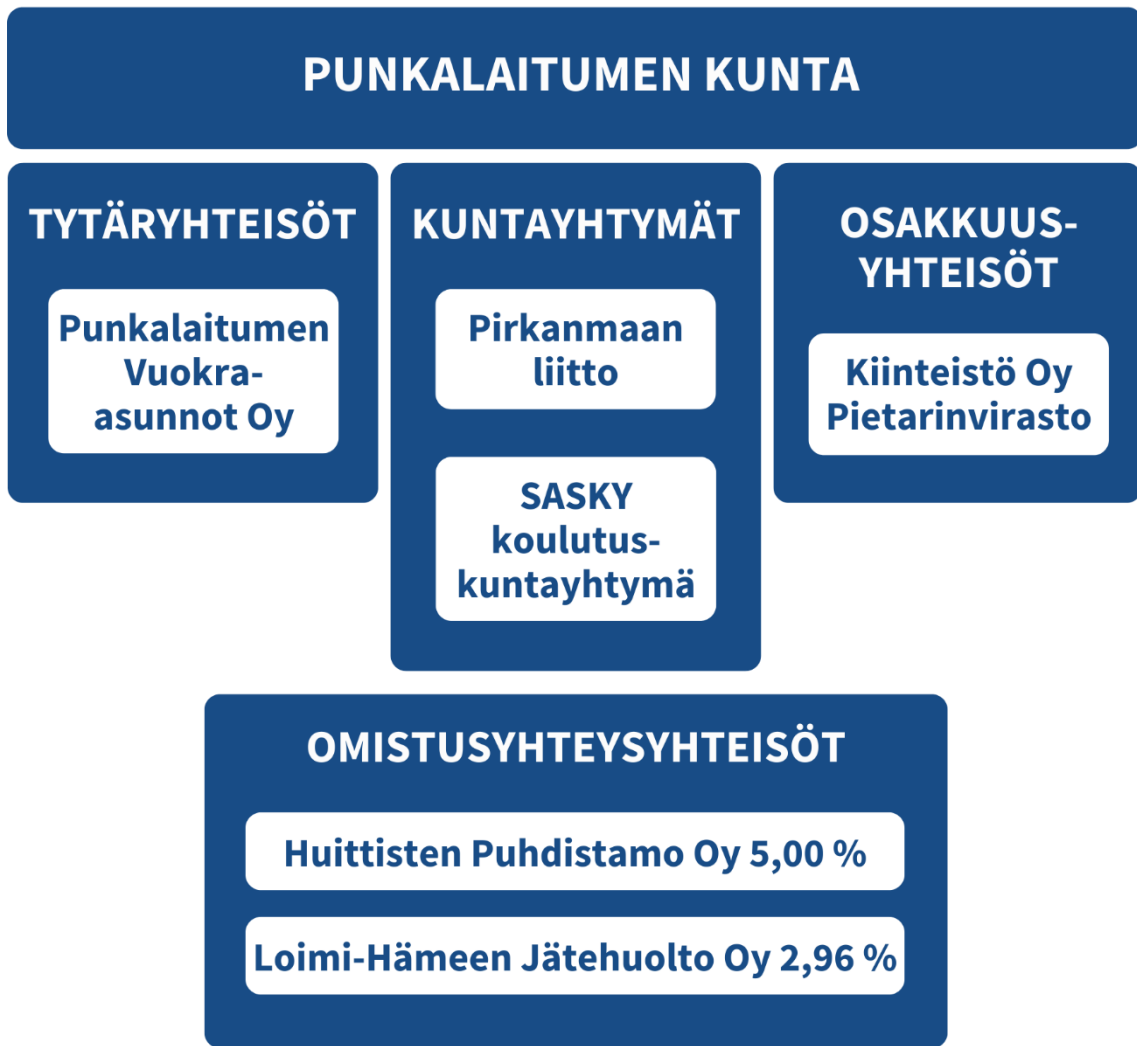 PUNKALAITUMEN KUNTA
TYTÄRYHTEISÖT
Punkalaitumen
Vuokra-
asunnot Oy
KUNTAYHTYMÄT
Pirkanmaan
liitto
SASKY
koulutus-
kuntayhtymä
OSAKKUUS-
YHTEISÖT
Kiinteistö Oy
Pietarinvirasto
OMISTUSYHTEYSYHTEISÖT
Huittisten Puhdistamo Oy 5,00 %
Loimi-Hämeen Jätehuolto Oy 2,96 %